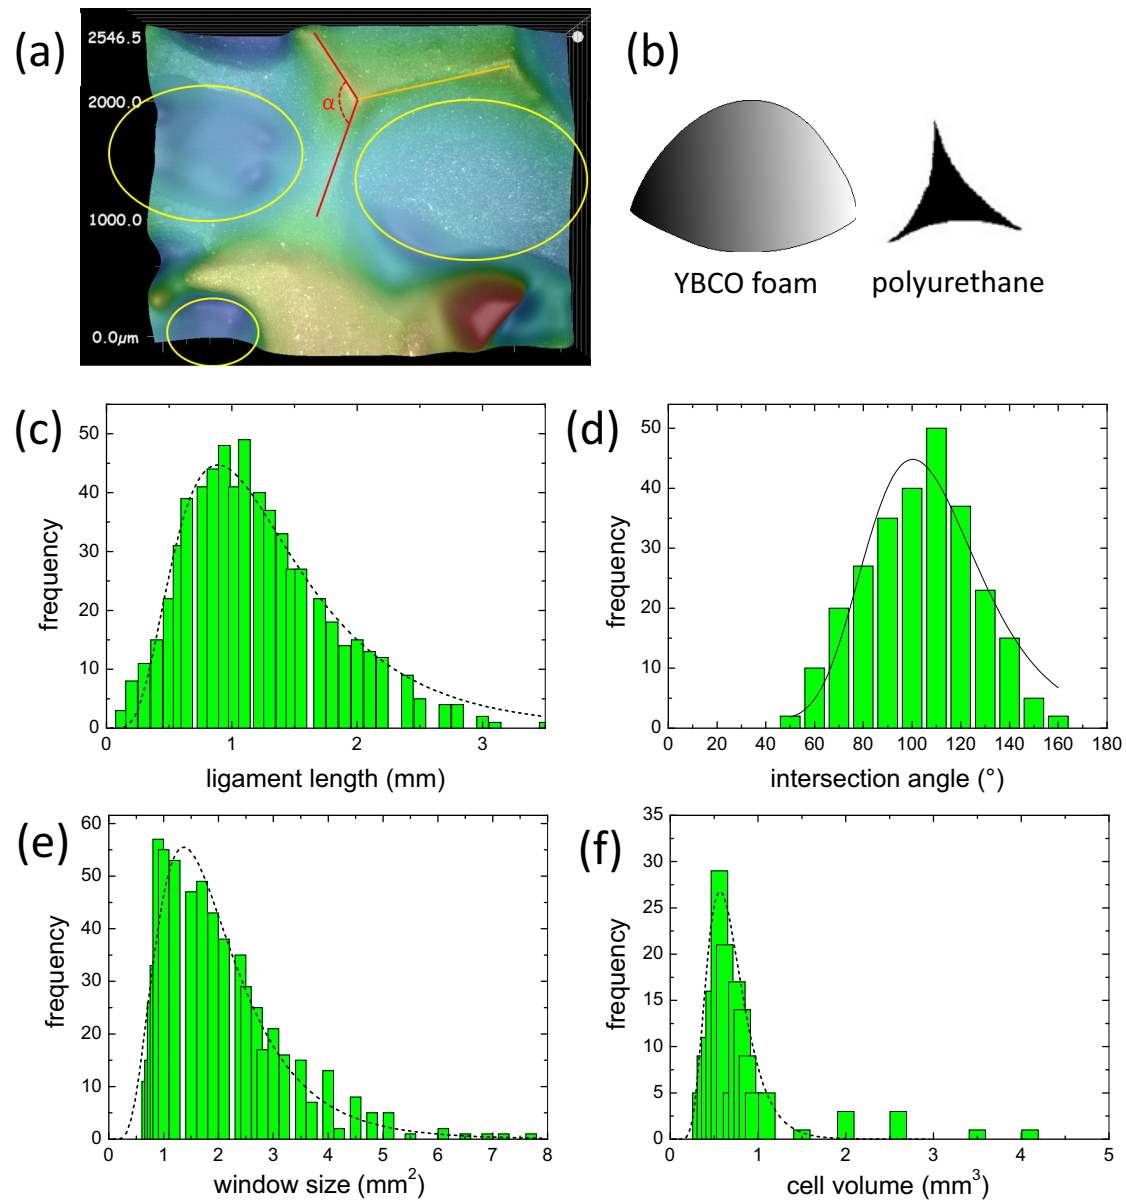 (a)
2546.5
2000.0
1000.0
0.0µm
α
(b)
YBCO foam
polyurethane
(c)
50
40
30
20
10
0
frequency
0 1 2 3
ligament length (mm)
(d)
50
40
30
20
10
0
frequency
0 20 40 60 80 100 120 140 160 180
intersection angle (°)
(e)
60
50
40
30
20
10
0
frequency
0 1 2 3 4 5 6 7 8
window size (mm²)
(f)
35
30
25
20
15
10
5
0
frequency
0 1 2 3 4 5
cell volume (mm³)